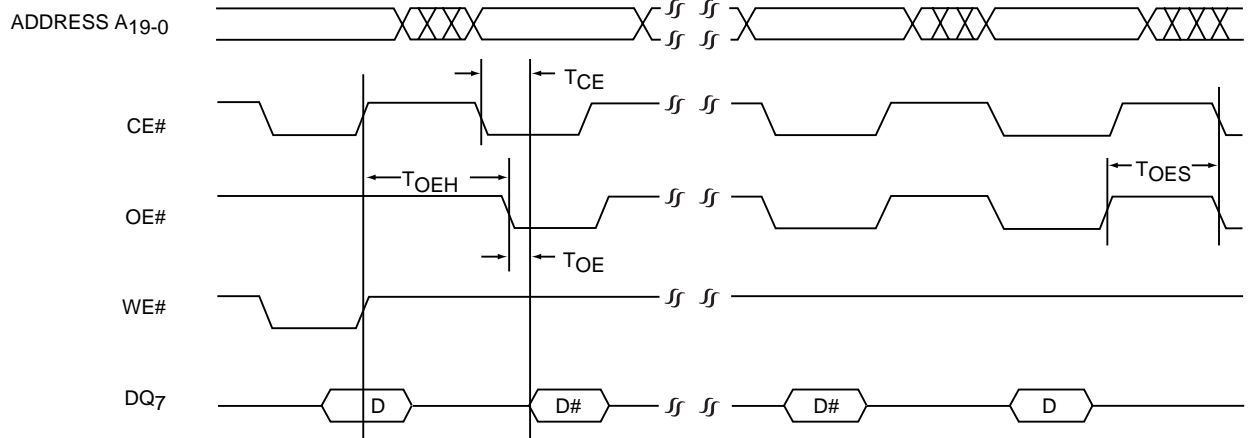 ADDRESS A19-0
TCE
CE#
TOEH
TOES
OE#
TOE
WE#
DQ7
D
D#
D#
D